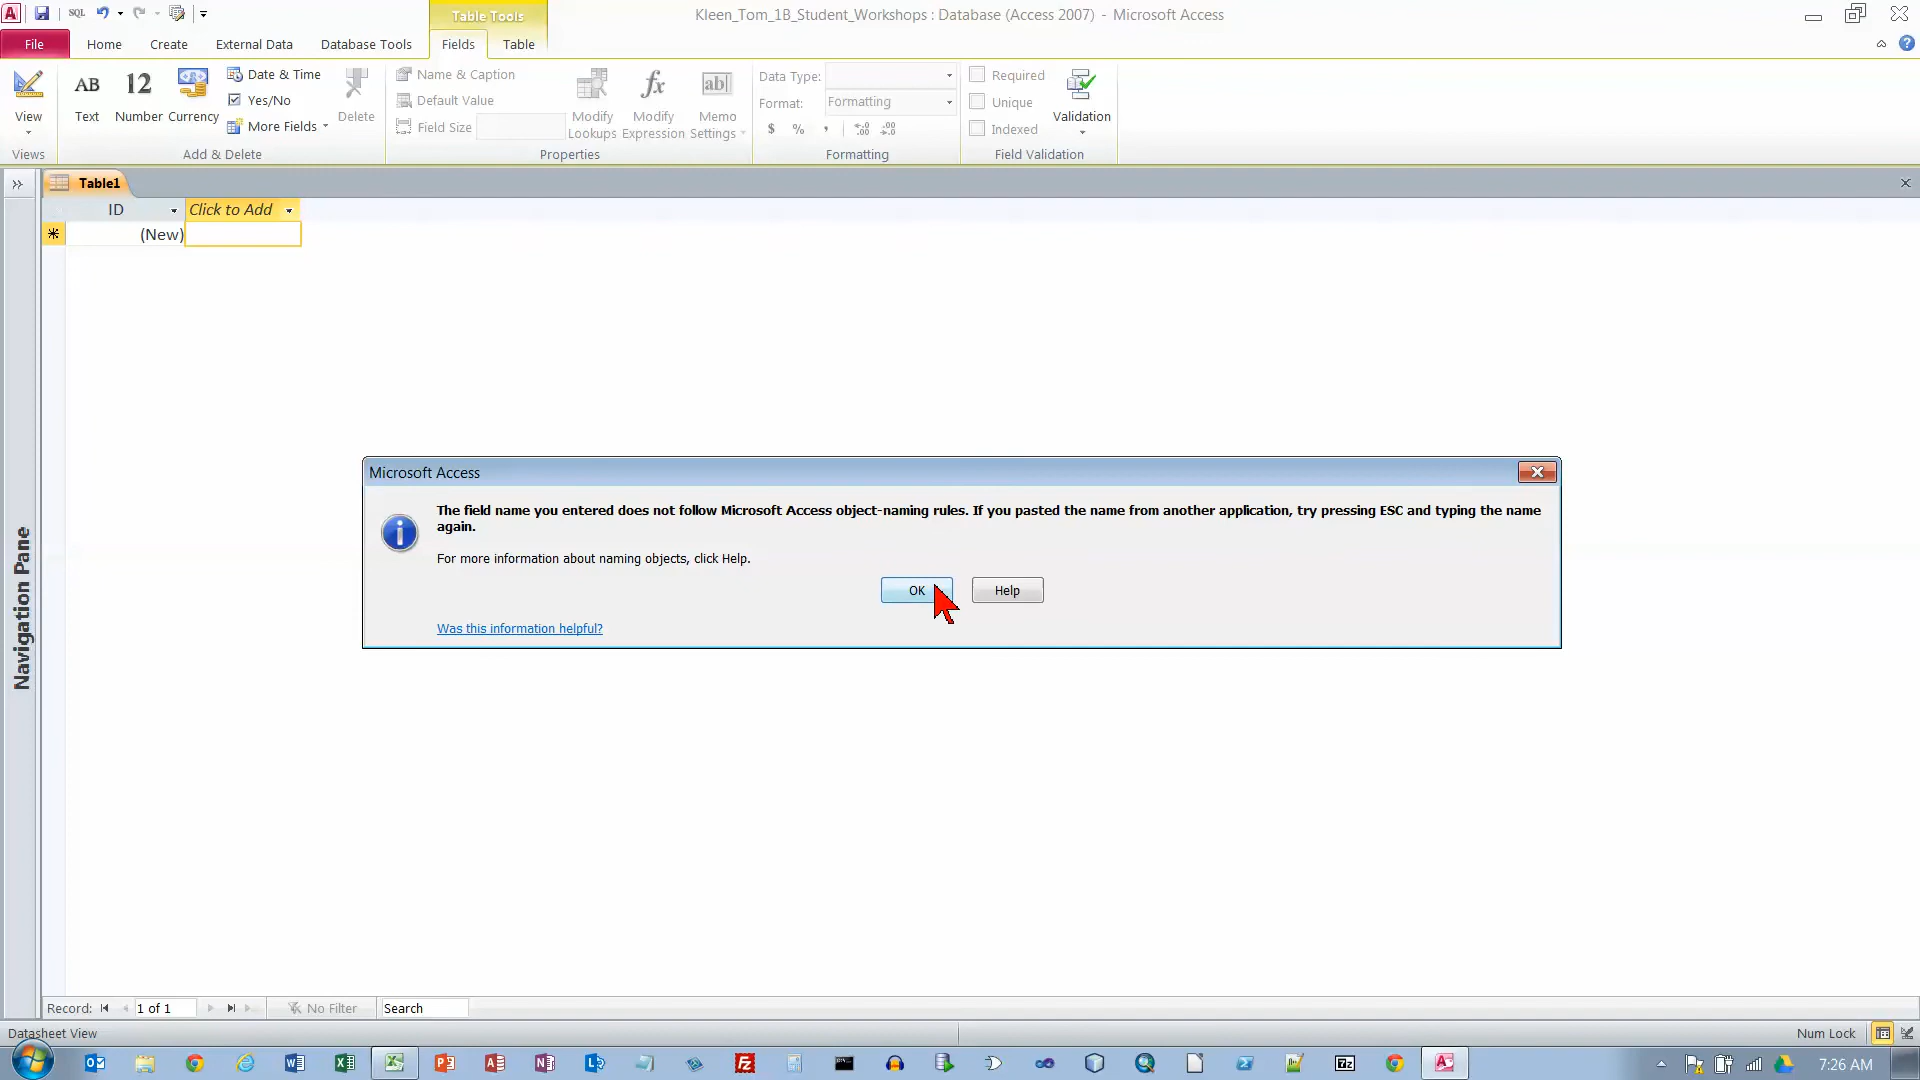 SQL
Table Tools
Kleen_Tom_1B_Student_Workshops : Database (Access 2007) - Microsoft Access
File Home Create External Data Database Tools Fields Table
AB 12 Date & Time Name & Caption fx ab| Data Type: Required
Yes/No Default Value Format: Formatting Unique
View Text Number Currency More Fields Delete Field Size Modify Lookups Modify Expression Memo Settings $ % , Indexed Validation
Views Add & Delete Properties Formatting Field Validation
Table1
ID Click to Add
(New)
Navigation Pane
Microsoft Access
The field name you entered does not follow Microsoft Access object-naming rules. If you pasted the name from another application, try pressing ESC and typing the name
again.
For more information about naming objects, click Help.
OK Help
Was this information helpful?
Record: 1 of 1 No Filter Search
Datasheet View Num Lock
7:26 AM